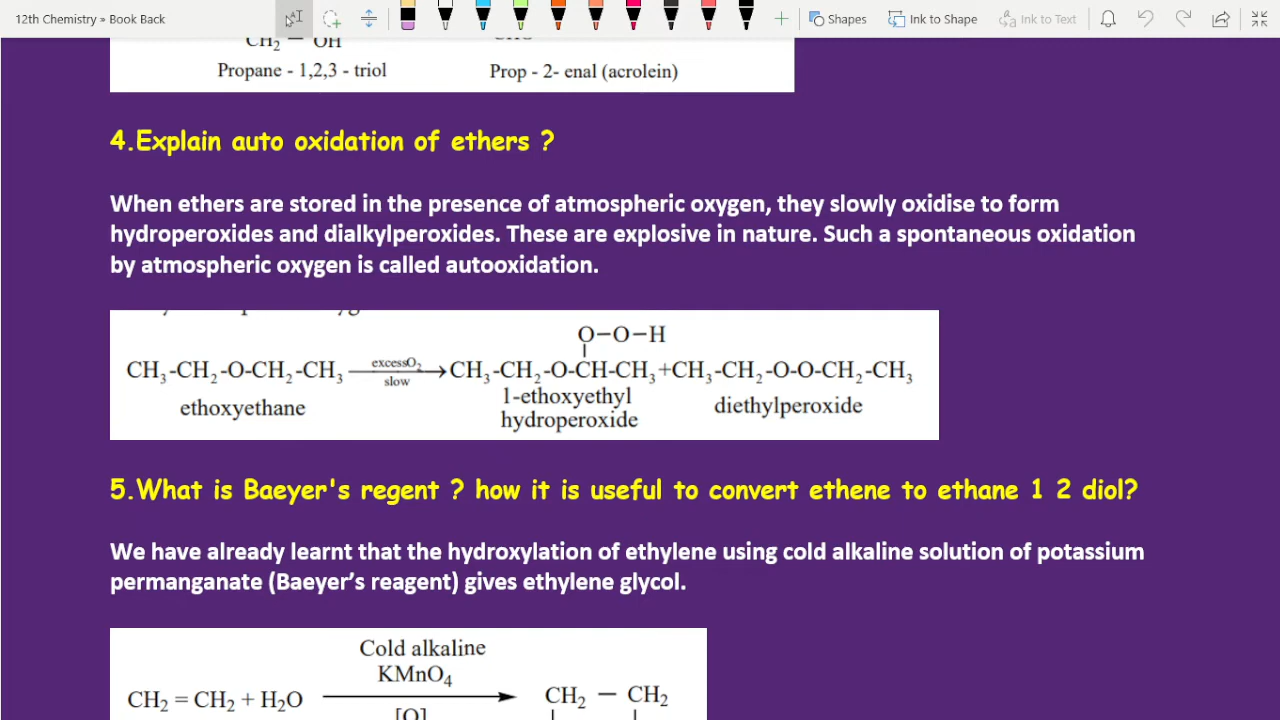 12th Chemistry » Book Back
Shapes
Ink to Shape
Ink to Text
CH₂ — OH
Propane - 1,2,3 - triol
Prop - 2- enal (acrolein)
4.Explain auto oxidation of ethers ?
When ethers are stored in the presence of atmospheric oxygen, they slowly oxidise to form
hydroperoxides and dialkylperoxides. These are explosive in nature. Such a spontaneous oxidation
by atmospheric oxygen is called autooxidation.
O−O−H
CH₃-CH₂-O-CH₂-CH₃ excessO₂ slow → CH₃-CH₂-O-CH-CH₃+CH₃-CH₂-O-O-CH₂-CH₃
ethoxyethane
1-ethoxyethyl
hydroperoxide
diethylperoxide
5.What is Baeyer's regent ? how it is useful to convert ethene to ethane 1 2 diol?
We have already learnt that the hydroxylation of ethylene using cold alkaline solution of potassium
permanganate (Baeyer’s reagent) gives ethylene glycol.
Cold alkaline
KMnO₄
CH₂ = CH₂ + H₂O
[O]
CH₂ — CH₂